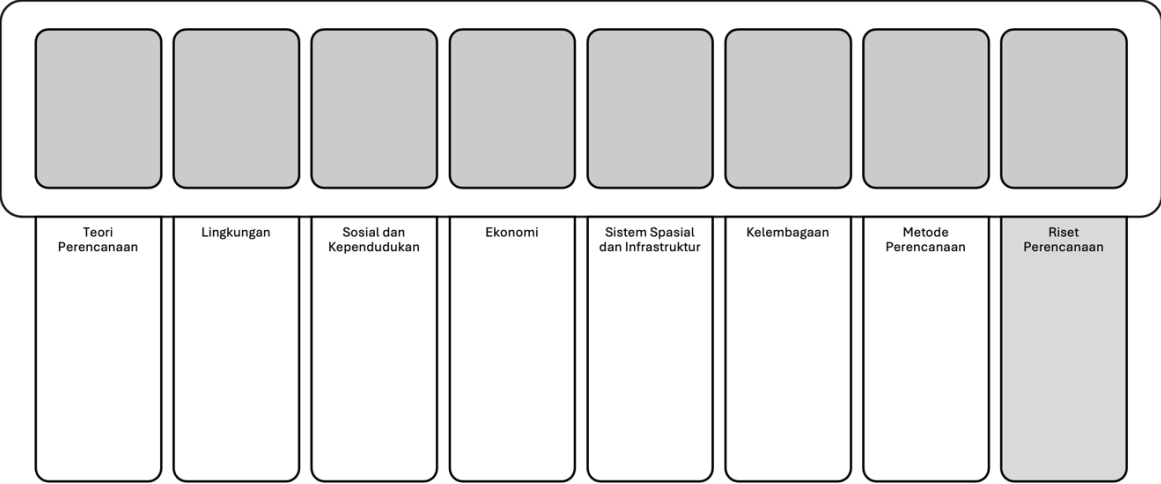 Teori
Perencanaan
Lingkungan
Sosial dan
Kependudukan
Ekonomi
Sistem Spasial
dan Infrastruktur
Kelembagaan
Metode
Perencanaan
Riset
Perencanaan